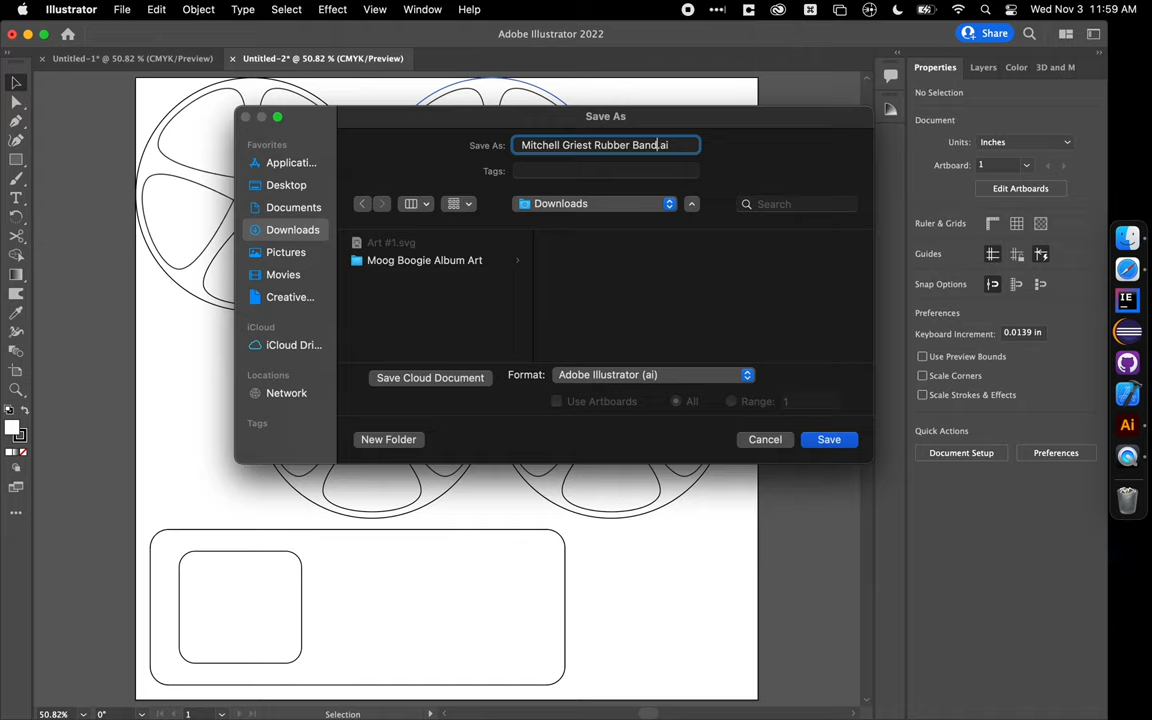 Illustrator File Edit Object Type Select Effect View Window Help Wed Nov 3 11:59 AM
Adobe Illustrator 2022
Share
Untitled-1* @ 50.82 % (CMYK/Preview)
Untitled-2* @ 50.82 % (CMYK/Preview)
Properties Layers Color 3D and M
No Selection
Document
Units: Inches
Artboard: 1
Edit Artboards
Ruler & Grids
Guides
Snap Options
Preferences
Keyboard Increment: 0.0139 in
Use Preview Bounds
Scale Corners
Scale Strokes & Effects
Quick Actions
Document Setup Preferences
Save As
Save As: Mitchell Griest Rubber Band.ai
Tags:
Downloads
Search
Favorites
Applicati...
Desktop
Documents
Downloads
Pictures
Movies
Creative...
iCloud
iCloud Dri...
Locations
Network
Tags
Art #1.svg
Moog Boogie Album Art
Save Cloud Document
Format: Adobe Illustrator (ai)
Use Artboards All Range: 1
New Folder Cancel Save
IE
Ai
50.82% 0° 1 Selection